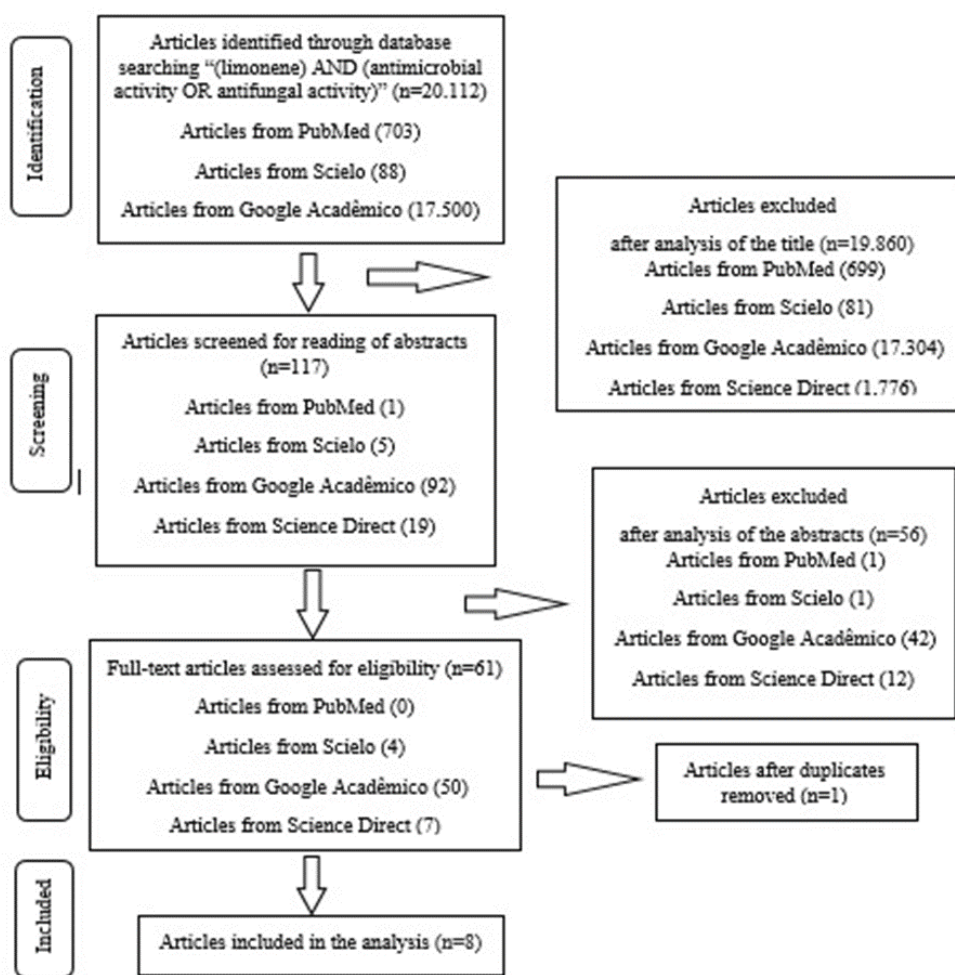 Identification
Articles identified through database
searching “(limonene) AND (antimicrobial
activity OR antifungal activity)” (n=20.112)
Articles from PubMed (703)
Articles from Scielo (88)
Articles from Google Acadêmico (17.500)
Articles excluded
after analysis of the title (n=19.860)
Articles from PubMed (699)
Articles from Scielo (81)
Articles from Google Acadêmico (17.304)
Articles from Science Direct (1.776)
Screening
Articles screened for reading of abstracts
(n=117)
Articles from PubMed (1)
Articles from Scielo (5)
Articles from Google Acadêmico (92)
Articles from Science Direct (19)
Articles excluded
after analysis of the abstracts (n=56)
Articles from PubMed (1)
Articles from Scielo (1)
Articles from Google Acadêmico (42)
Articles from Science Direct (12)
Eligibility
Full-text articles assessed for eligibility (n=61)
Articles from PubMed (0)
Articles from Scielo (4)
Articles from Google Acadêmico (50)
Articles from Science Direct (7)
Articles after duplicates
removed (n=1)
Included
Articles included in the analysis (n=8)